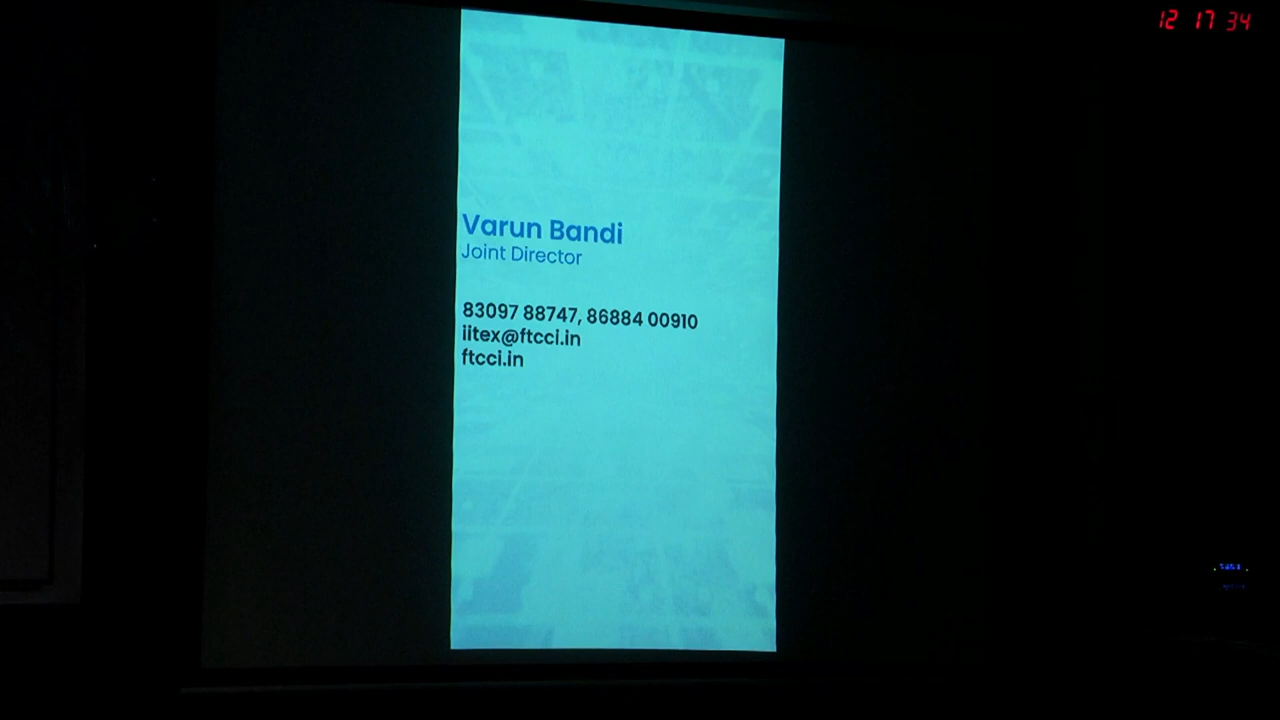 12 17 34
Varun Bandi
Joint Director
83097 88747, 86884 00910
iitex@ftcci.in
ftcci.in